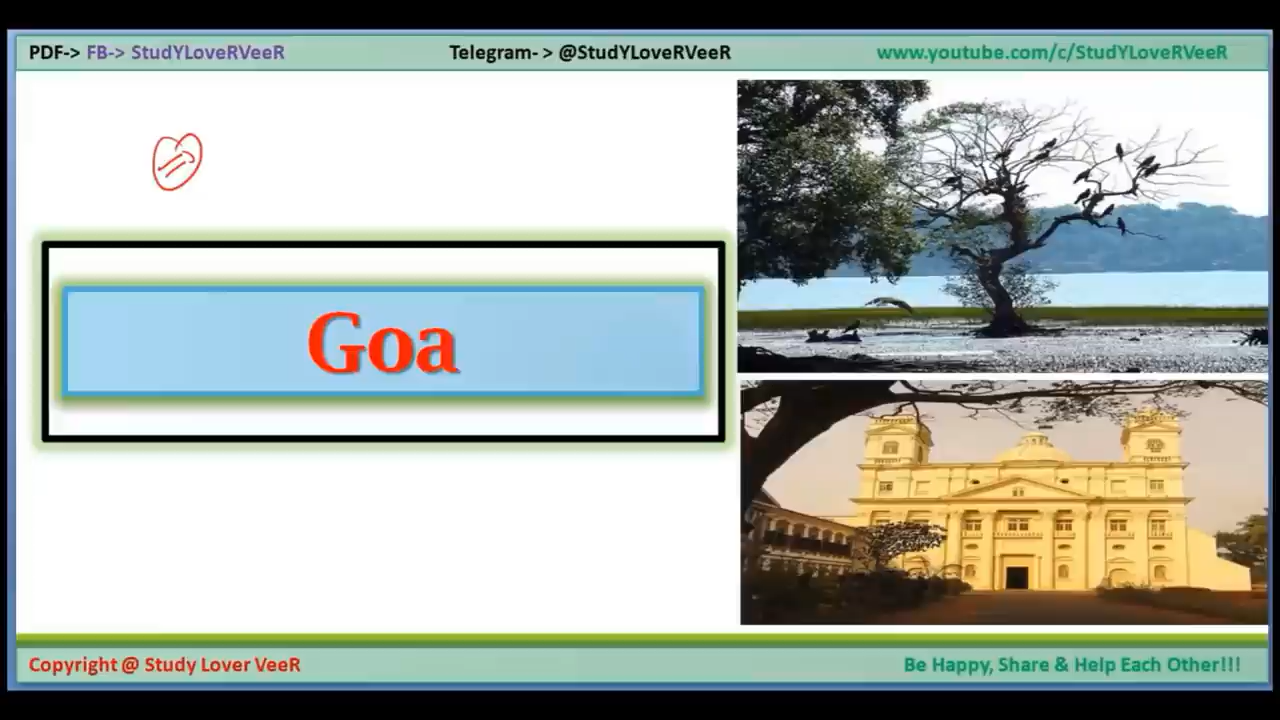 PDF-> FB-> StudYLoveRVeeR
Telegram- > @StudYLoveRVeeR
www.youtube.com/c/StudYLoveRVeeR
Goa
Copyright @ Study Lover VeeR
Be Happy, Share & Help Each Other!!!